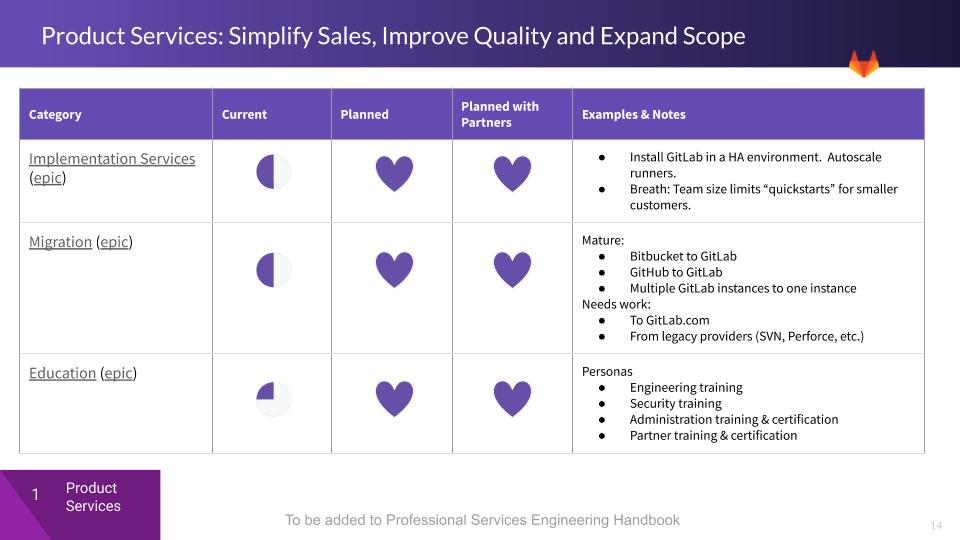 Product Services: Simplify Sales, Improve Quality and Expand Scope
Category
Current
Planned
Planned with
Partners
Examples & Notes
Implementation Services
(epic)
● Install GitLab in a HA environment. Autoscale
runners.
● Breath: Team size limits “quickstarts” for smaller
customers.
Migration (epic)
Mature:
● Bitbucket to GitLab
● GitHub to GitLab
● Multiple GitLab instances to one instance
Needs work:
● To GitLab.com
● From legacy providers (SVN, Perforce, etc.)
Education (epic)
Personas
● Engineering training
● Security training
● Administration training & certification
● Partner training & certification
1
Product
Services
To be added to Professional Services Engineering Handbook
14